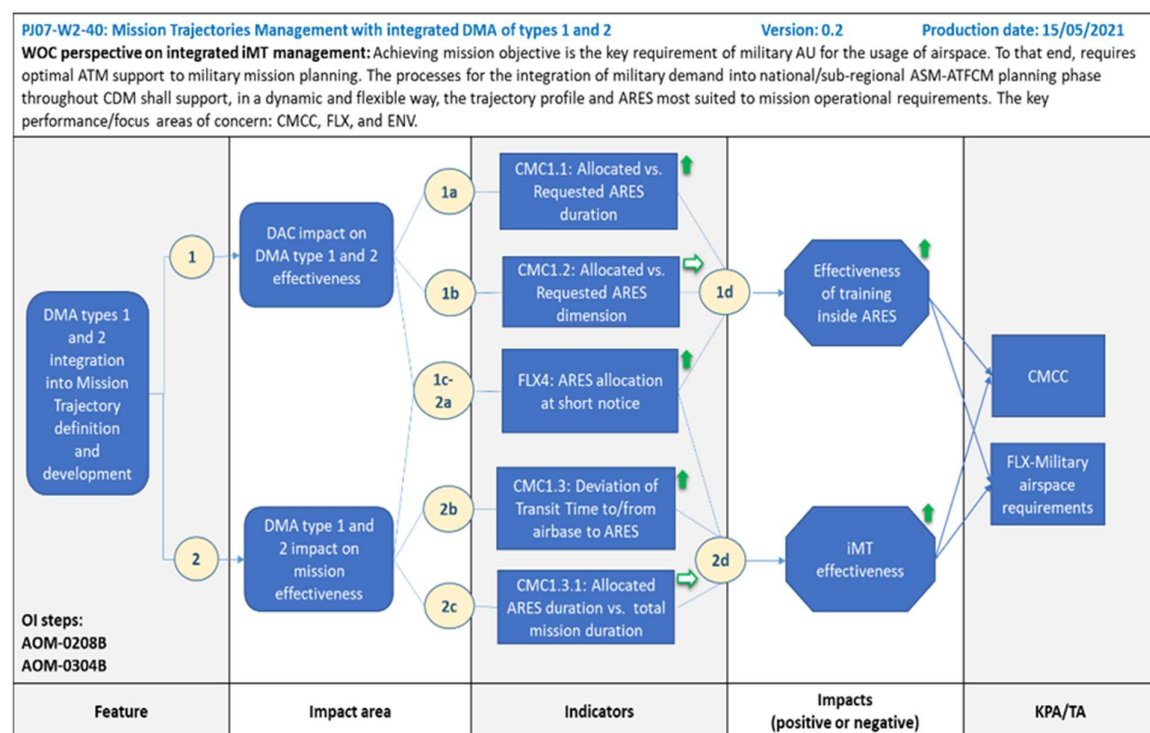 PJ07-W2-40: Mission Trajectories Management with integrated DMA of types 1 and 2 Version: 0.2 Production date: 15/05/2021
WOC perspective on integrated iMT management: Achieving mission objective is the key requirement of military AU for the usage of airspace. To that end, requires
optimal ATM support to military mission planning. The processes for the integration of military demand into national/sub-regional ASM-ATFCM planning phase
throughout CDM shall support, in a dynamic and flexible way, the trajectory profile and ARES most suited to mission operational requirements. The key
performance/focus areas of concern: CMCC, FLX, and ENV.
DMA types 1
and 2
integration
into Mission
Trajectory
definition
and
development
1
2
DAC impact on
DMA type 1 and 2
effectiveness
DMA type 1 and
2 impact on
mission
effectiveness
1a
1b
1c-
2a
2b
2c
CMC1.1: Allocated vs.
Requested ARES
duration
CMC1.2: Allocated vs.
Requested ARES
dimension
FLX4: ARES allocation
at short notice
CMC1.3: Deviation of
Transit Time to/from
airbase to ARES
CMC1.3.1: Allocated
ARES duration vs. total
mission duration
1d
2d
Effectiveness
of training
inside ARES
iMT
effectiveness
CMCC
FLX-Military
airspace
requirements
OI steps:
AOM-0208B
AOM-0304B
Feature
Impact area
Indicators
Impacts
(positive or negative)
KPA/TA